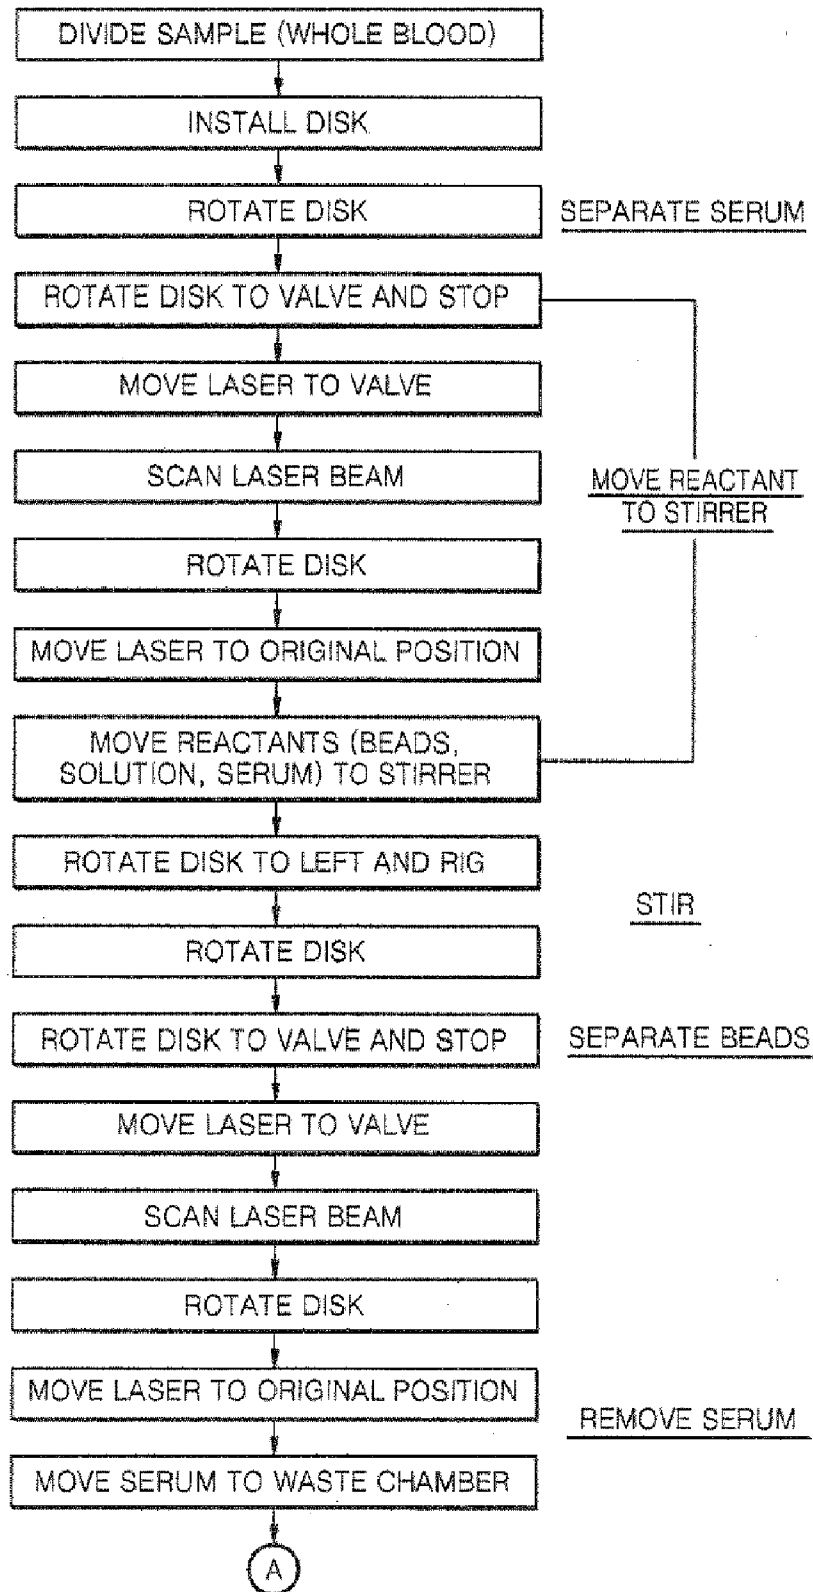 DIVIDE SAMPLE (WHOLE BLOOD)
INSTALL DISK
ROTATE DISK
SEPARATE SERUM
ROTATE DISK TO VALVE AND STOP
MOVE LASER TO VALVE
SCAN LASER BEAM
MOVE REACTANT
TO STIRRER
ROTATE DISK
MOVE LASER TO ORIGINAL POSITION
MOVE REACTANTS (BEADS,
SOLUTION, SERUM) TO STIRRER
ROTATE DISK TO LEFT AND RIG
STIR
ROTATE DISK
ROTATE DISK TO VALVE AND STOP
SEPARATE BEADS
MOVE LASER TO VALVE
SCAN LASER BEAM
ROTATE DISK
MOVE LASER TO ORIGINAL POSITION
REMOVE SERUM
MOVE SERUM TO WASTE CHAMBER
A